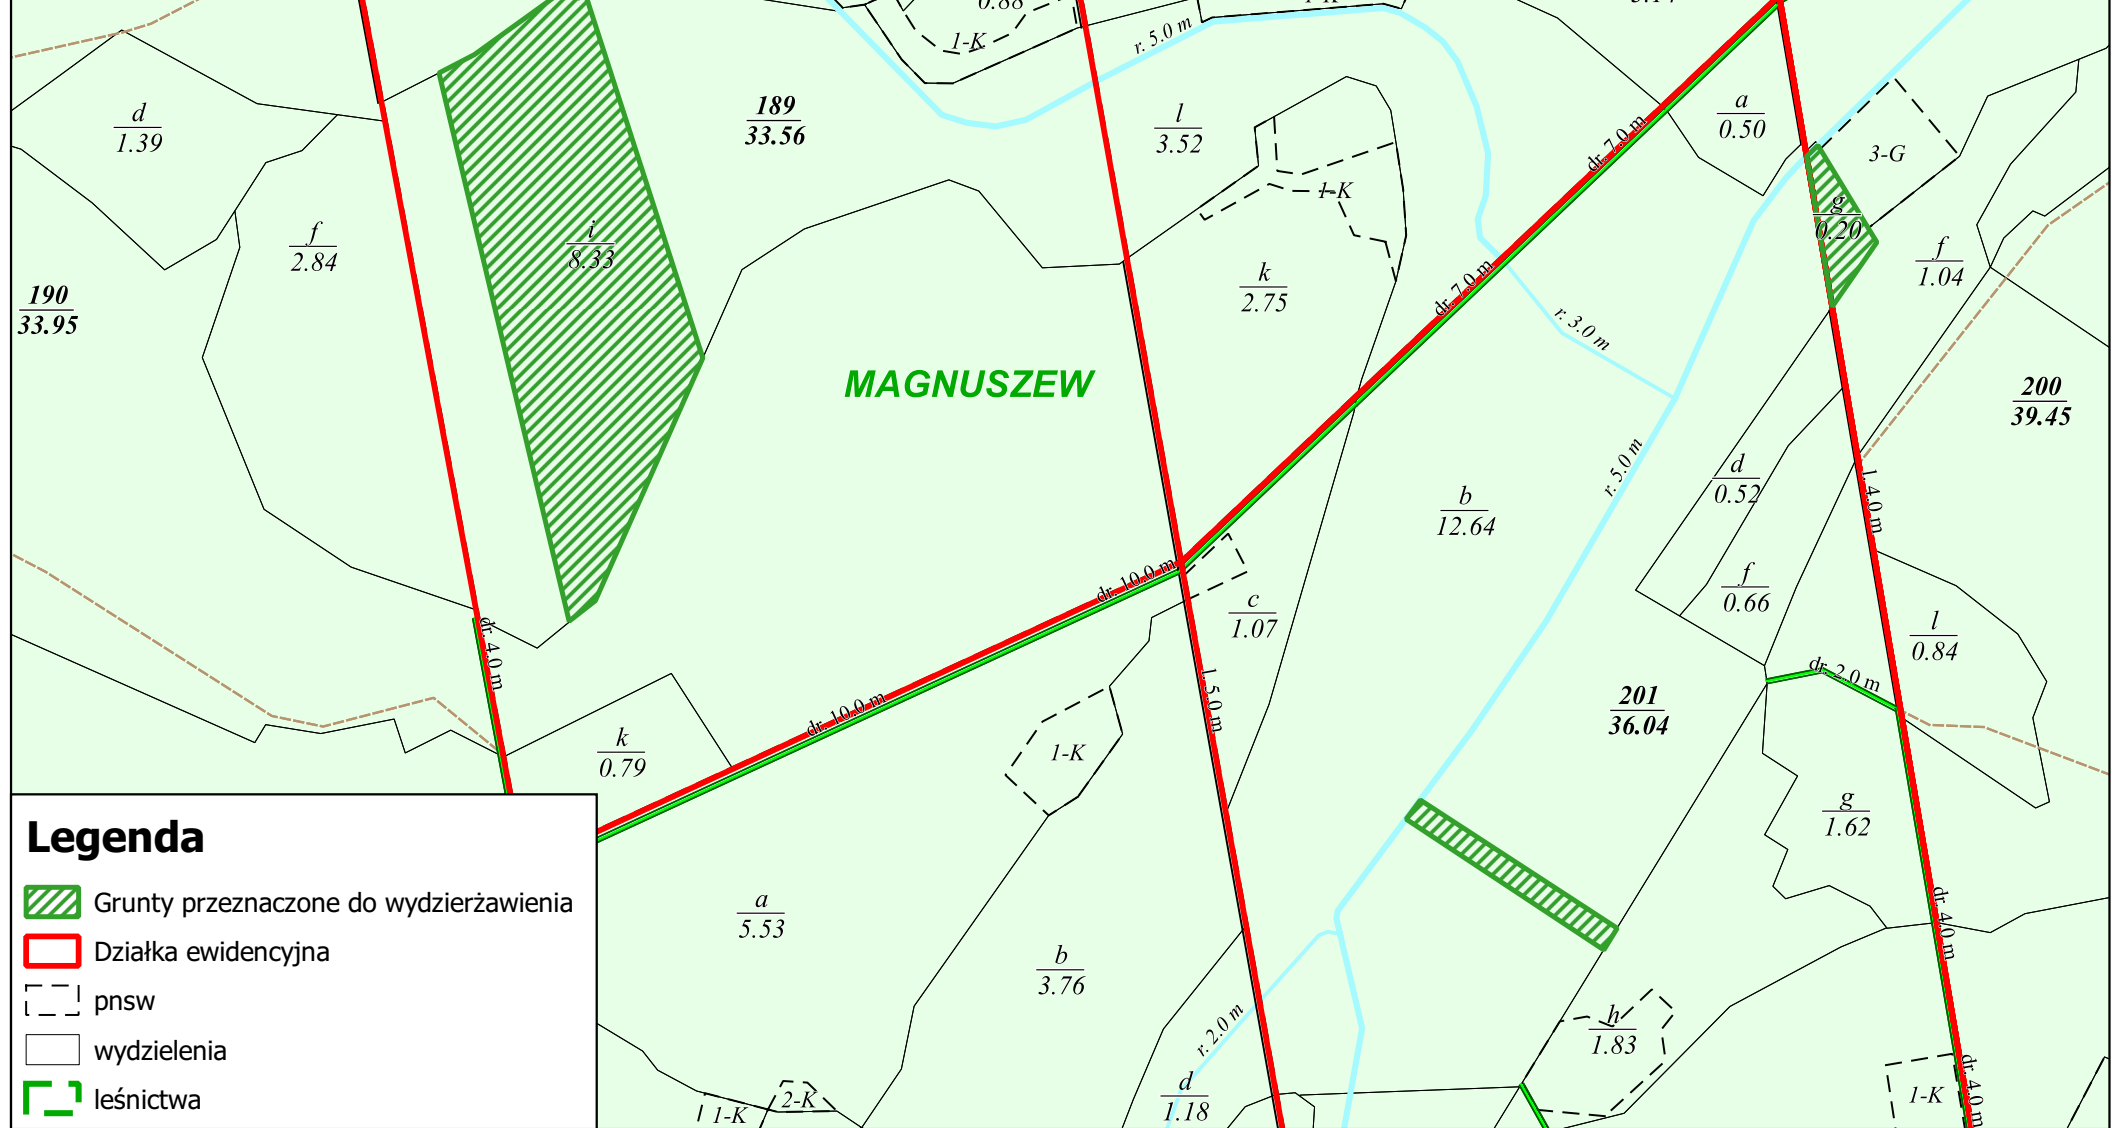 0.88
1-K
1-K
r. 5.0 m
d
1.39
189
33.56
l
3.52
a
0.50
dr. 7.0 m
3-G
1-K
g
0.20
f
2.84
i
8.33
k
2.75
f
1.04
190
33.95
dr. 7.0 m
r. 3.0 m
MAGNUSZEW
200
39.45
r. 5.0 m
d
0.52
b
12.64
l. 4.0 m
dr. 10.0 m
f
0.66
c
1.07
l
0.84
dr. 4.0 m
dr. 2.0 m
l. 5.0 m
201
36.04
dr. 10.0 m
k
0.79
1-K
g
1.62
Legenda
Grunty przeznaczone do wydzierżawienia
Działka ewidencyjna
pnsw
wydzielenia
leśnictwa
a
5.53
b
3.76
dr. 4.0 m
r. 2.0 m
h
1.83
d
1.18
dr. 4.0 m
1-K
2-K
1-K